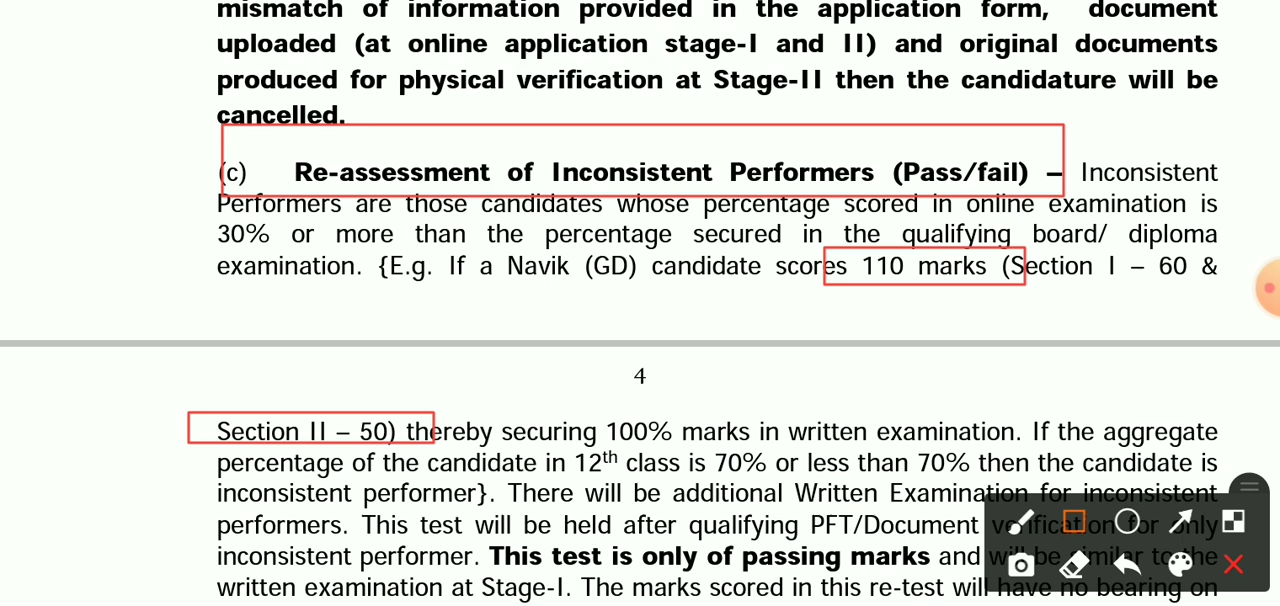 mismatch of information provided in the application form, document
uploaded (at online application stage-I and II) and original documents
produced for physical verification at Stage-II then the candidature will be
cancelled.
(c) Re-assessment of Inconsistent Performers (Pass/fail) – Inconsistent
Performers are those candidates whose percentage scored in online examination is
30% or more than the percentage secured in the qualifying board/ diploma
examination. {E.g. If a Navik (GD) candidate scores 110 marks (Section I – 60 &
4
Section II – 50) thereby securing 100% marks in written examination. If the aggregate
percentage of the candidate in 12th class is 70% or less than 70% then the candidate is
inconsistent performer}. There will be additional Written Examination for inconsistent
performers. This test will be held after qualifying PFT/Document verification for only
inconsistent performer. This test is only of passing marks and will be similar to the
written examination at Stage-I. The marks scored in this re-test will have no bearing on